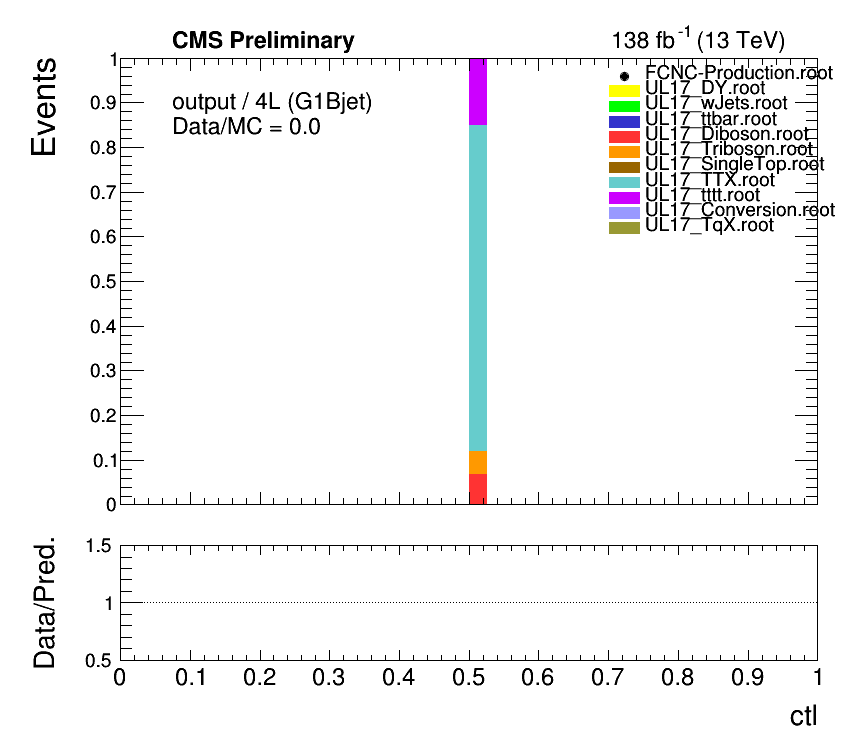 CMS Preliminary
138 fb-1 (13 TeV)
Events
output / 4L (G1Bjet)
Data/MC = 0.0
FCNC-Production.root
UL17_DY.root
UL17_wJets.root
UL17_ttbar.root
UL17_Diboson.root
UL17_Triboson.root
UL17_SingleTop.root
UL17_TTX.root
UL17_tttt.root
UL17_Conversion.root
UL17_TqX.root
1
0.9
0.8
0.7
0.6
0.5
0.4
0.3
0.2
0.1
0
Data/Pred.
1.5
1
0.5
0 0.1 0.2 0.3 0.4 0.5 0.6 0.7 0.8 0.9 1
ctl